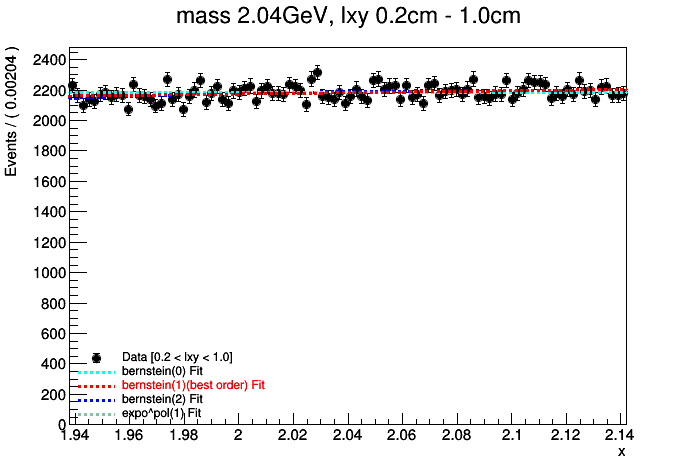 mass 2.04GeV, lxy 0.2cm - 1.0cm
Events / ( 0.00204 )
2400
2200
2000
1800
1600
1400
1200
1000
800
600
400
200
0
Data [0.2 < lxy < 1.0]
bernstein(0) Fit
bernstein(1)(best order) Fit
bernstein(2) Fit
expo^pol(1) Fit
1.94 1.96 1.98 2 2.02 2.04 2.06 2.08 2.1 2.12 2.14
x